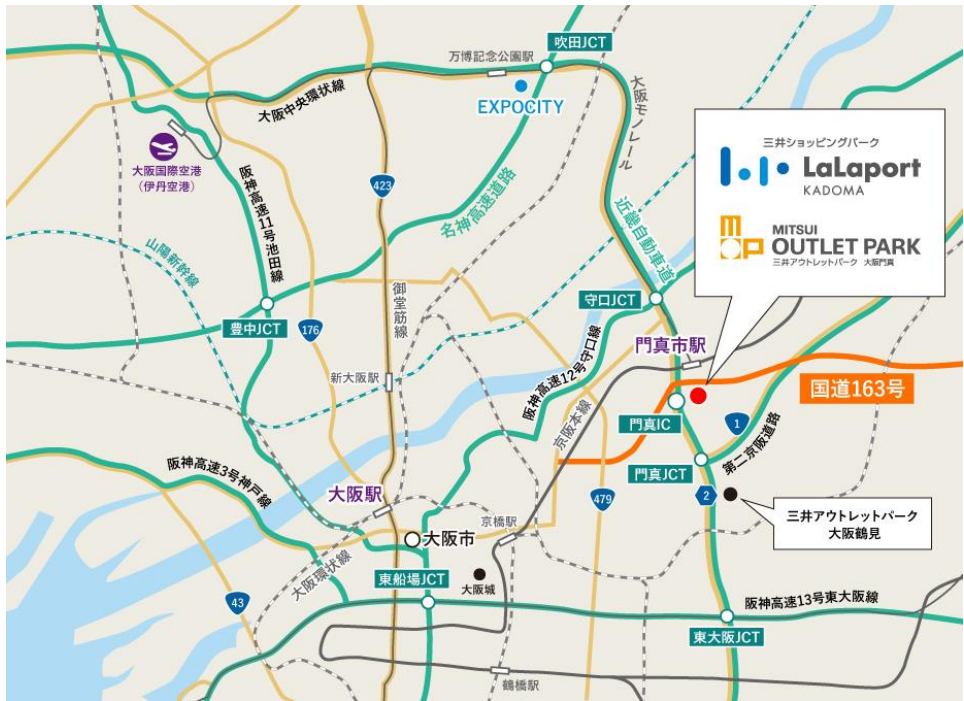 吹田JCT
万博記念公園駅
EXPOCITY
大阪中央環状線
大阪モノレール
大阪国際空港
（伊丹空港）
阪神高速11号池田線
423
名神高速道路
近畿自動車道
三井ショッピングパーク
LaLaport
KADOMA
mop
MITSUI
OUTLET PARK
三井アウトレットパーク 大阪門真
山陽新幹線
御堂筋線
守口JCT
豊中JCT
176
門真市駅
新大阪駅
阪神高速12号守口線
国道163号
京阪本線
門真IC
1
第二京阪道路
門真JCT
阪神高速3号神戸線
大阪駅
479
2
三井アウトレットパーク
大阪鶴見
京橋駅
大阪市
大阪環状線
東船場JCT
大阪城
43
阪神高速13号東大阪線
東大阪JCT
鶴橋駅